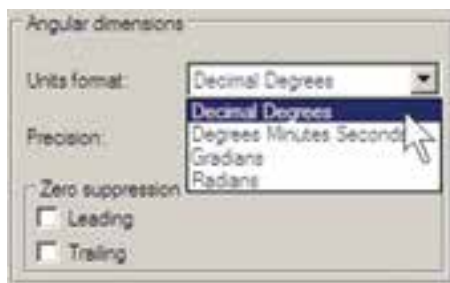 Angular dimensions
Units format: Decimal Degrees
Decimal Degrees
Precision: Degrees Minutes Seconds
Gradians
Radians
Zero suppression
Leading
Trailing